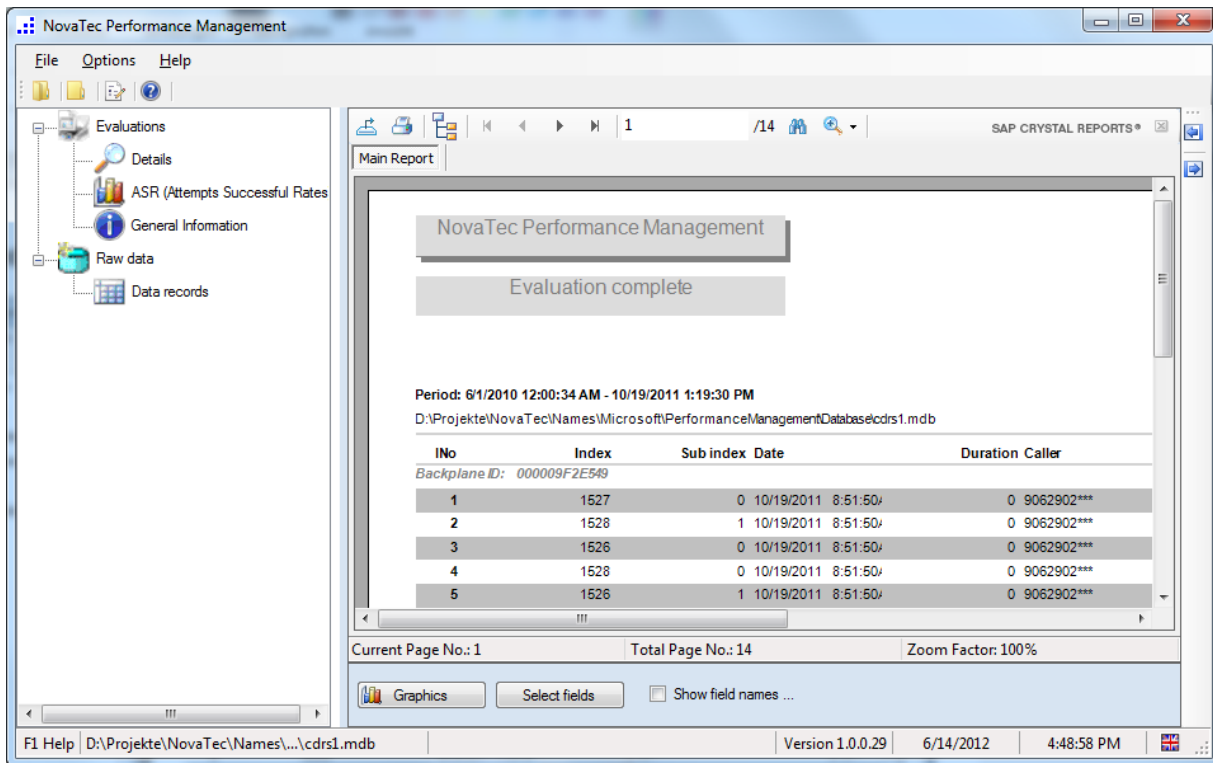 NovaTec Performance Management
File Options Help
Evaluations
Details
ASR (Attempts Successful Rates
General Information
Raw data
Data records
1 /14 SAP CRYSTAL REPORTS®
Main Report
NovaTec Performance Management
Evaluation complete
Period: 6/1/2010 12:00:34 AM - 10/19/2011 1:19:30 PM
D:\Projekte\NovaTec\Names\Microsoft\PerformanceManagement\Database\cdrs1.mdb
INo Index Sub index Date Duration Caller
Backplane ID: 000009F2E549
1 1527 0 10/19/2011 8:51:50A 0 9062902***
2 1528 1 10/19/2011 8:51:50A 0 9062902***
3 1526 0 10/19/2011 8:51:50A 0 9062902***
4 1528 0 10/19/2011 8:51:50A 0 9062902***
5 1526 1 10/19/2011 8:51:50A 0 9062902***
Current Page No.: 1 Total Page No.: 14 Zoom Factor: 100%
Graphics Select fields Show field names ...
F1 Help D:\Projekte\NovaTec\Names\...\cdrs1.mdb Version 1.0.0.29 6/14/2012 4:48:58 PM